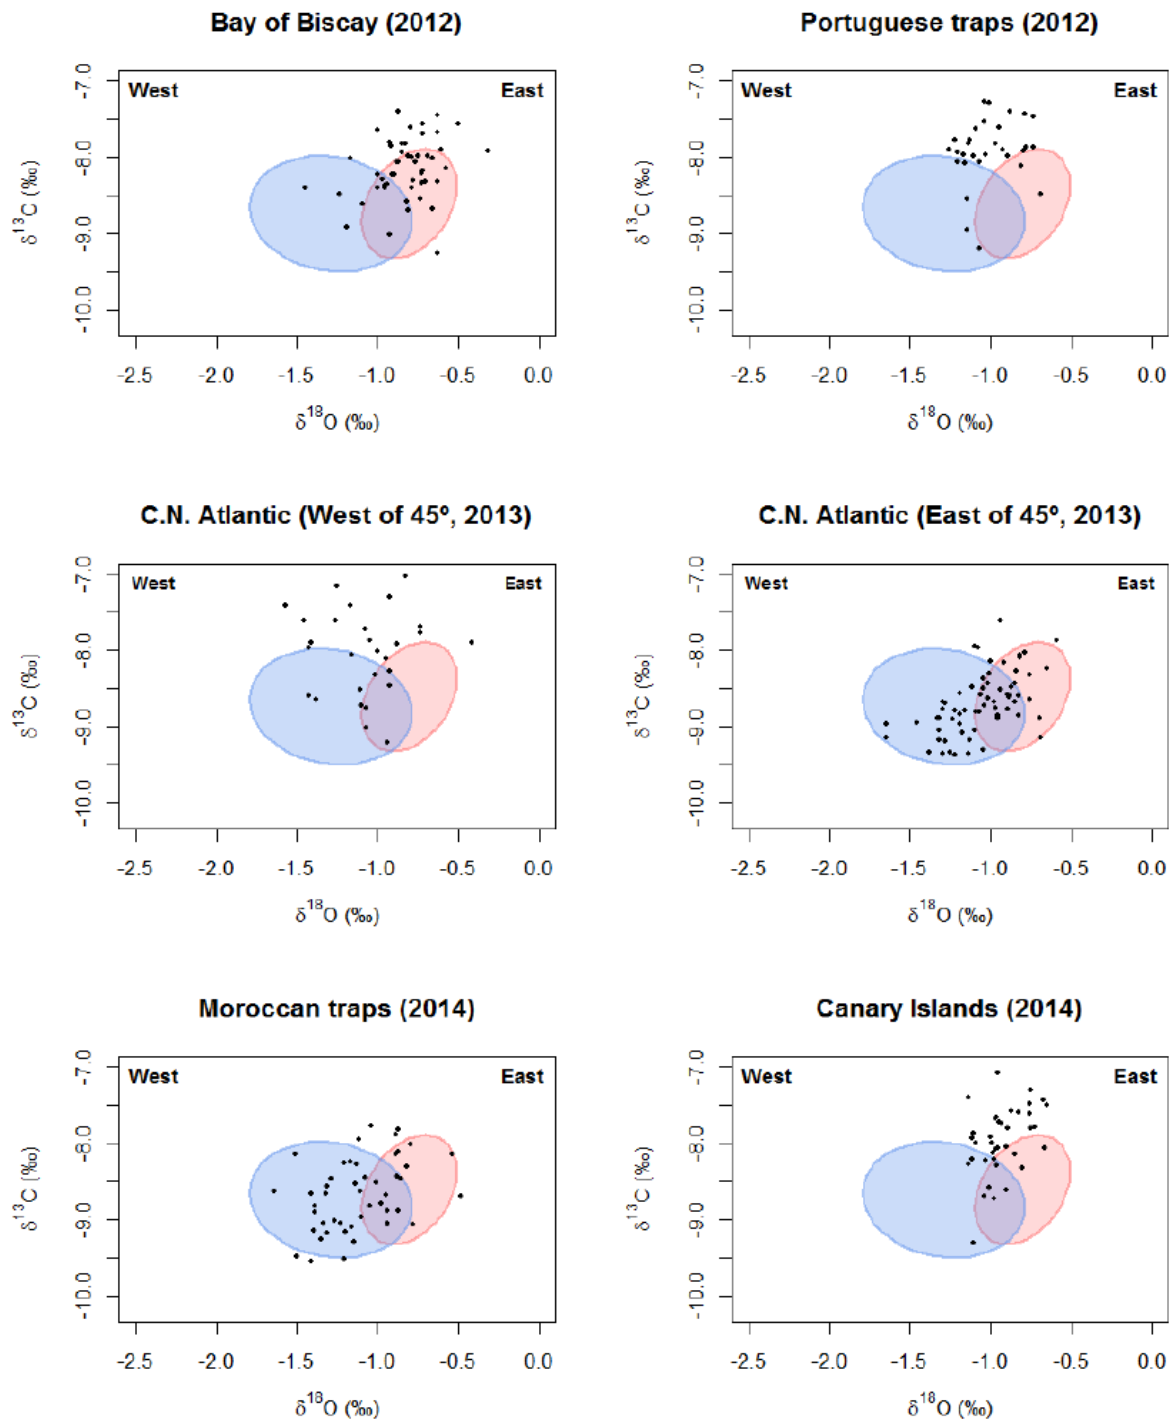 Bay of Biscay (2012)
West East
-7.0
-8.0
-9.0
-10.0
δ13C (‰)
-2.5 -2.0 -1.5 -1.0 -0.5 0.0
δ18O (‰)
Portuguese traps (2012)
West East
-7.0
-8.0
-9.0
-10.0
δ13C (‰)
-2.5 -2.0 -1.5 -1.0 -0.5 0.0
δ18O (‰)
C.N. Atlantic (West of 45º, 2013)
West East
-7.0
-8.0
-9.0
-10.0
δ13C (‰)
-2.5 -2.0 -1.5 -1.0 -0.5 0.0
δ18O (‰)
C.N. Atlantic (East of 45º, 2013)
West East
-7.0
-8.0
-9.0
-10.0
δ13C (‰)
-2.5 -2.0 -1.5 -1.0 -0.5 0.0
δ18O (‰)
Moroccan traps (2014)
West East
-7.0
-8.0
-9.0
-10.0
δ13C (‰)
-2.5 -2.0 -1.5 -1.0 -0.5 0.0
δ18O (‰)
Canary Islands (2014)
West East
-7.0
-8.0
-9.0
-10.0
δ13C (‰)
-2.5 -2.0 -1.5 -1.0 -0.5 0.0
δ18O (‰)